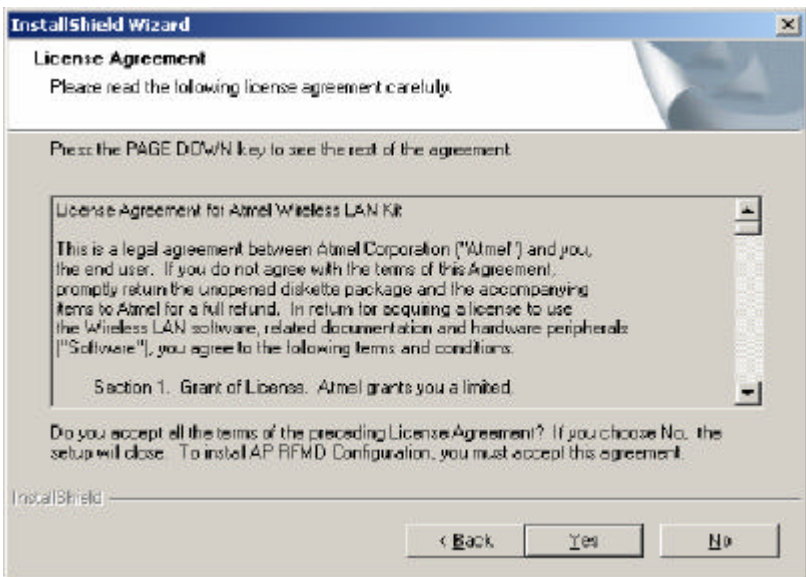 InstallShield Wizard
License Agreement
Please read the following license agreement carefully.
Press the PAGE DOWN key to see the rest of the agreement.
License Agreement for Atmel Wireless LAN Kit
This is a legal agreement between Atmel Corporation ("Atmel") and you,
the end user. If you do not agree with the terms of this Agreement,
promptly return the unopened diskette package and the accompanying
items to Atmel for a full refund. In return for acquiring a license to use
the Wireless LAN software, related documentation and hardware peripherals
("Software"), you agree to the following terms and conditions.
Section 1. Grant of License. Atmel grants you a limited,
Do you accept all the terms of the preceding License Agreement? If you choose No, the
setup will close. To install AP RFMD Configuration, you must accept this agreement.
InstallShield
< Back
Yes
No